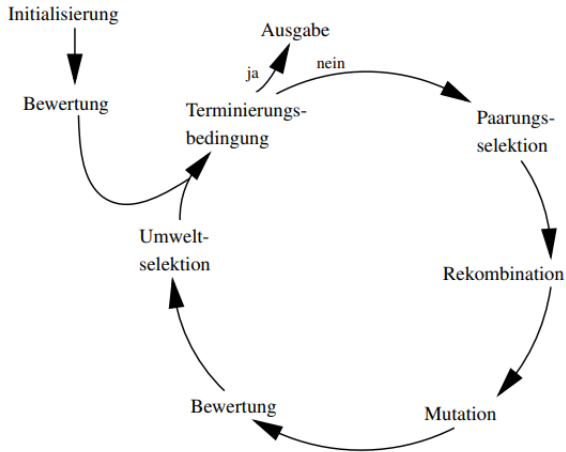 Initialisierung
Ausgabe
ja
nein
Bewertung
Terminierungs-
bedingung
Paarungs-
selektion
Umwelt-
selektion
Rekombination
Bewertung
Mutation